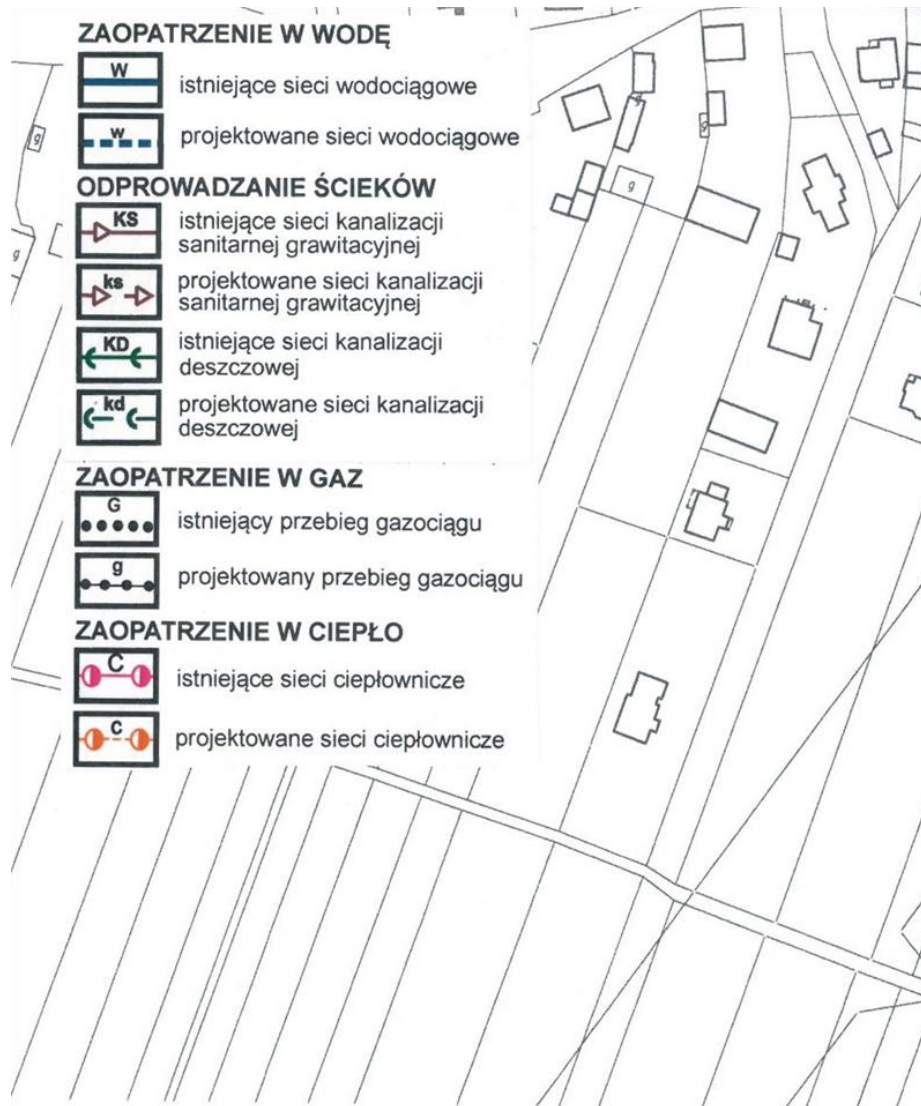 ZAOPATRZENIE W WODĘ
W
istniejące sieci wodociągowe
w
projektowane sieci wodociągowe
ODPROWADZANIE ŚCIEKÓW
KS
istniejące sieci kanalizacji
sanitarnej grawitacyjnej
ks
projektowane sieci kanalizacji
sanitarnej grawitacyjnej
KD
istniejące sieci kanalizacji
deszczowej
kd
projektowane sieci kanalizacji
deszczowej
ZAOPATRZENIE W GAZ
G
istniejący przebieg gazociągu
g
projektowany przebieg gazociągu
ZAOPATRZENIE W CIEPŁO
C
istniejące sieci ciepłownicze
c
projektowane sieci ciepłownicze
g
g
g
g